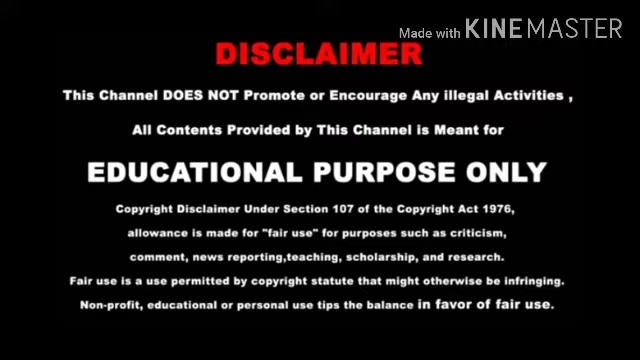 Made with KINEMASTER
DISCLAIMER
This Channel DOES NOT Promote or Encourage Any illegal Activities ,
All Contents Provided by This Channel is Meant for
EDUCATIONAL PURPOSE ONLY
Copyright Disclaimer Under Section 107 of the Copyright Act 1976,
allowance is made for "fair use" for purposes such as criticism,
comment, news reporting,teaching, scholarship, and research.
Fair use is a use permitted by copyright statute that might otherwise be infringing.
Non-profit, educational or personal use tips the balance in favor of fair use.